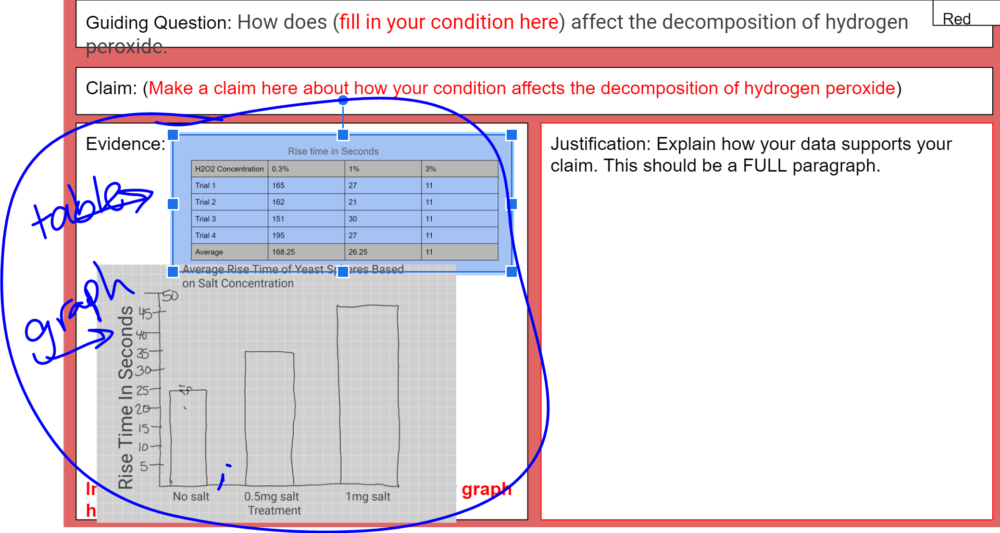 Guiding Question: How does (fill in your condition here) affect the decomposition of hydrogen
peroxide.
Red
Claim: (Make a claim here about how your condition affects the decomposition of hydrogen peroxide)
Evidence:
Rise time in Seconds
H2O2 Concentration 0.3% 1% 3%
Trial 1 165 27 11
Trial 2 162 21 11
Trial 3 151 30 11
Trial 4 195 27 11
Average 168.25 26.25 11
table
graph
Average Rise Time of Yeast Spheres Based
on Salt Concentration
Rise Time In Seconds
50
45
40
35
30
25
20
15
10
5
No salt 0.5mg salt 1mg salt
Treatment
graph
Justification: Explain how your data supports your
claim. This should be a FULL paragraph.